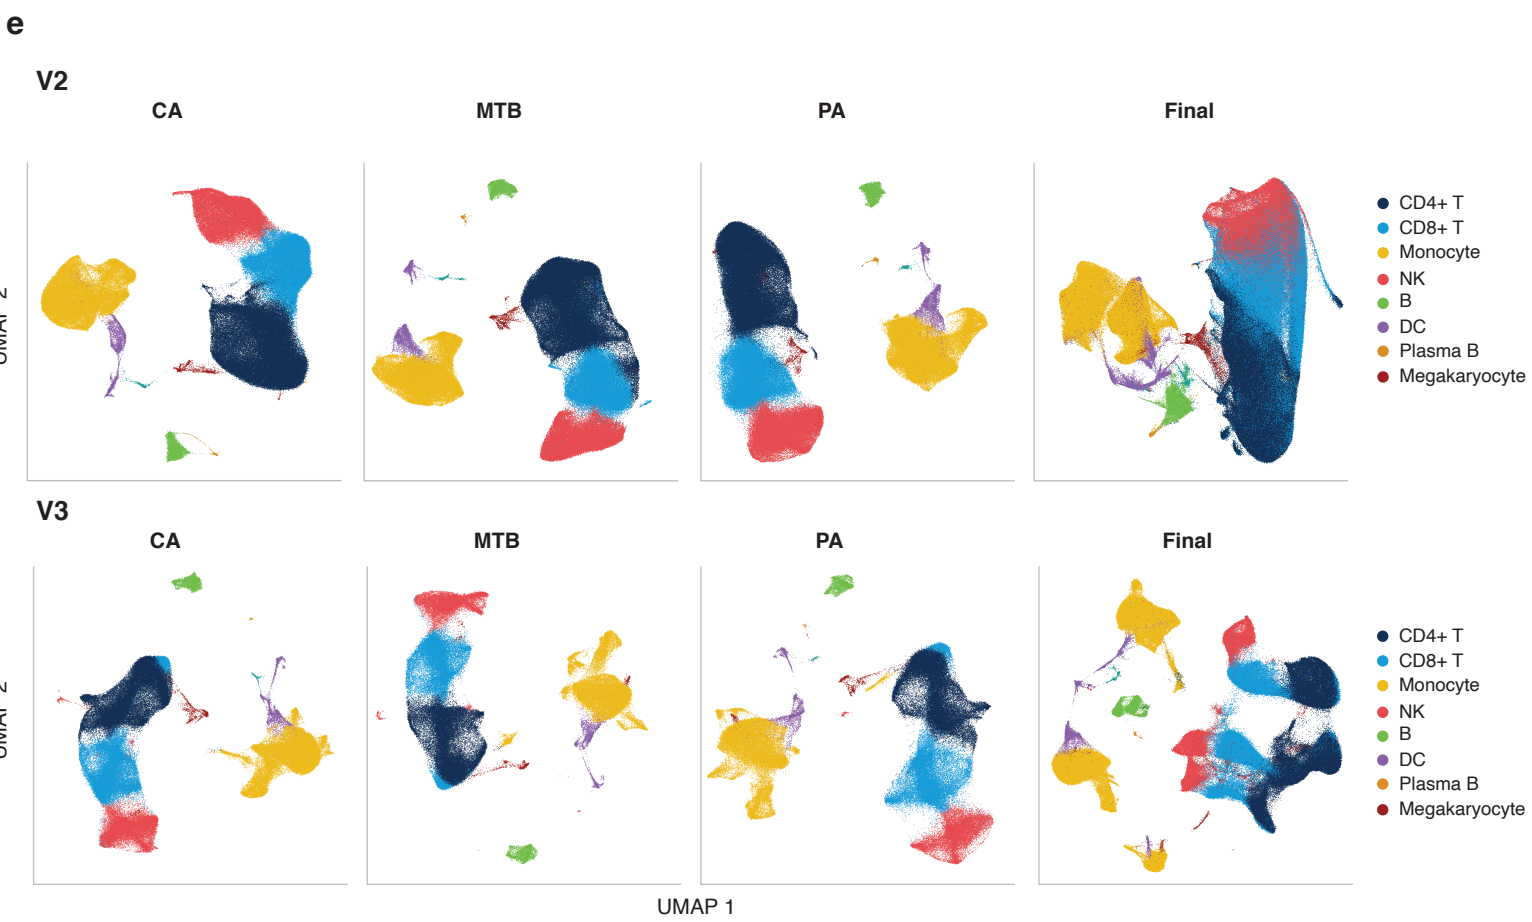 e
V2
CA MTB PA Final
CD4+ T
CD8+ T
Monocyte
NK
B
DC
Plasma B
Megakaryocyte
V3
CA MTB PA Final
CD4+ T
CD8+ T
Monocyte
NK
B
DC
Plasma B
Megakaryocyte
UMAP 1